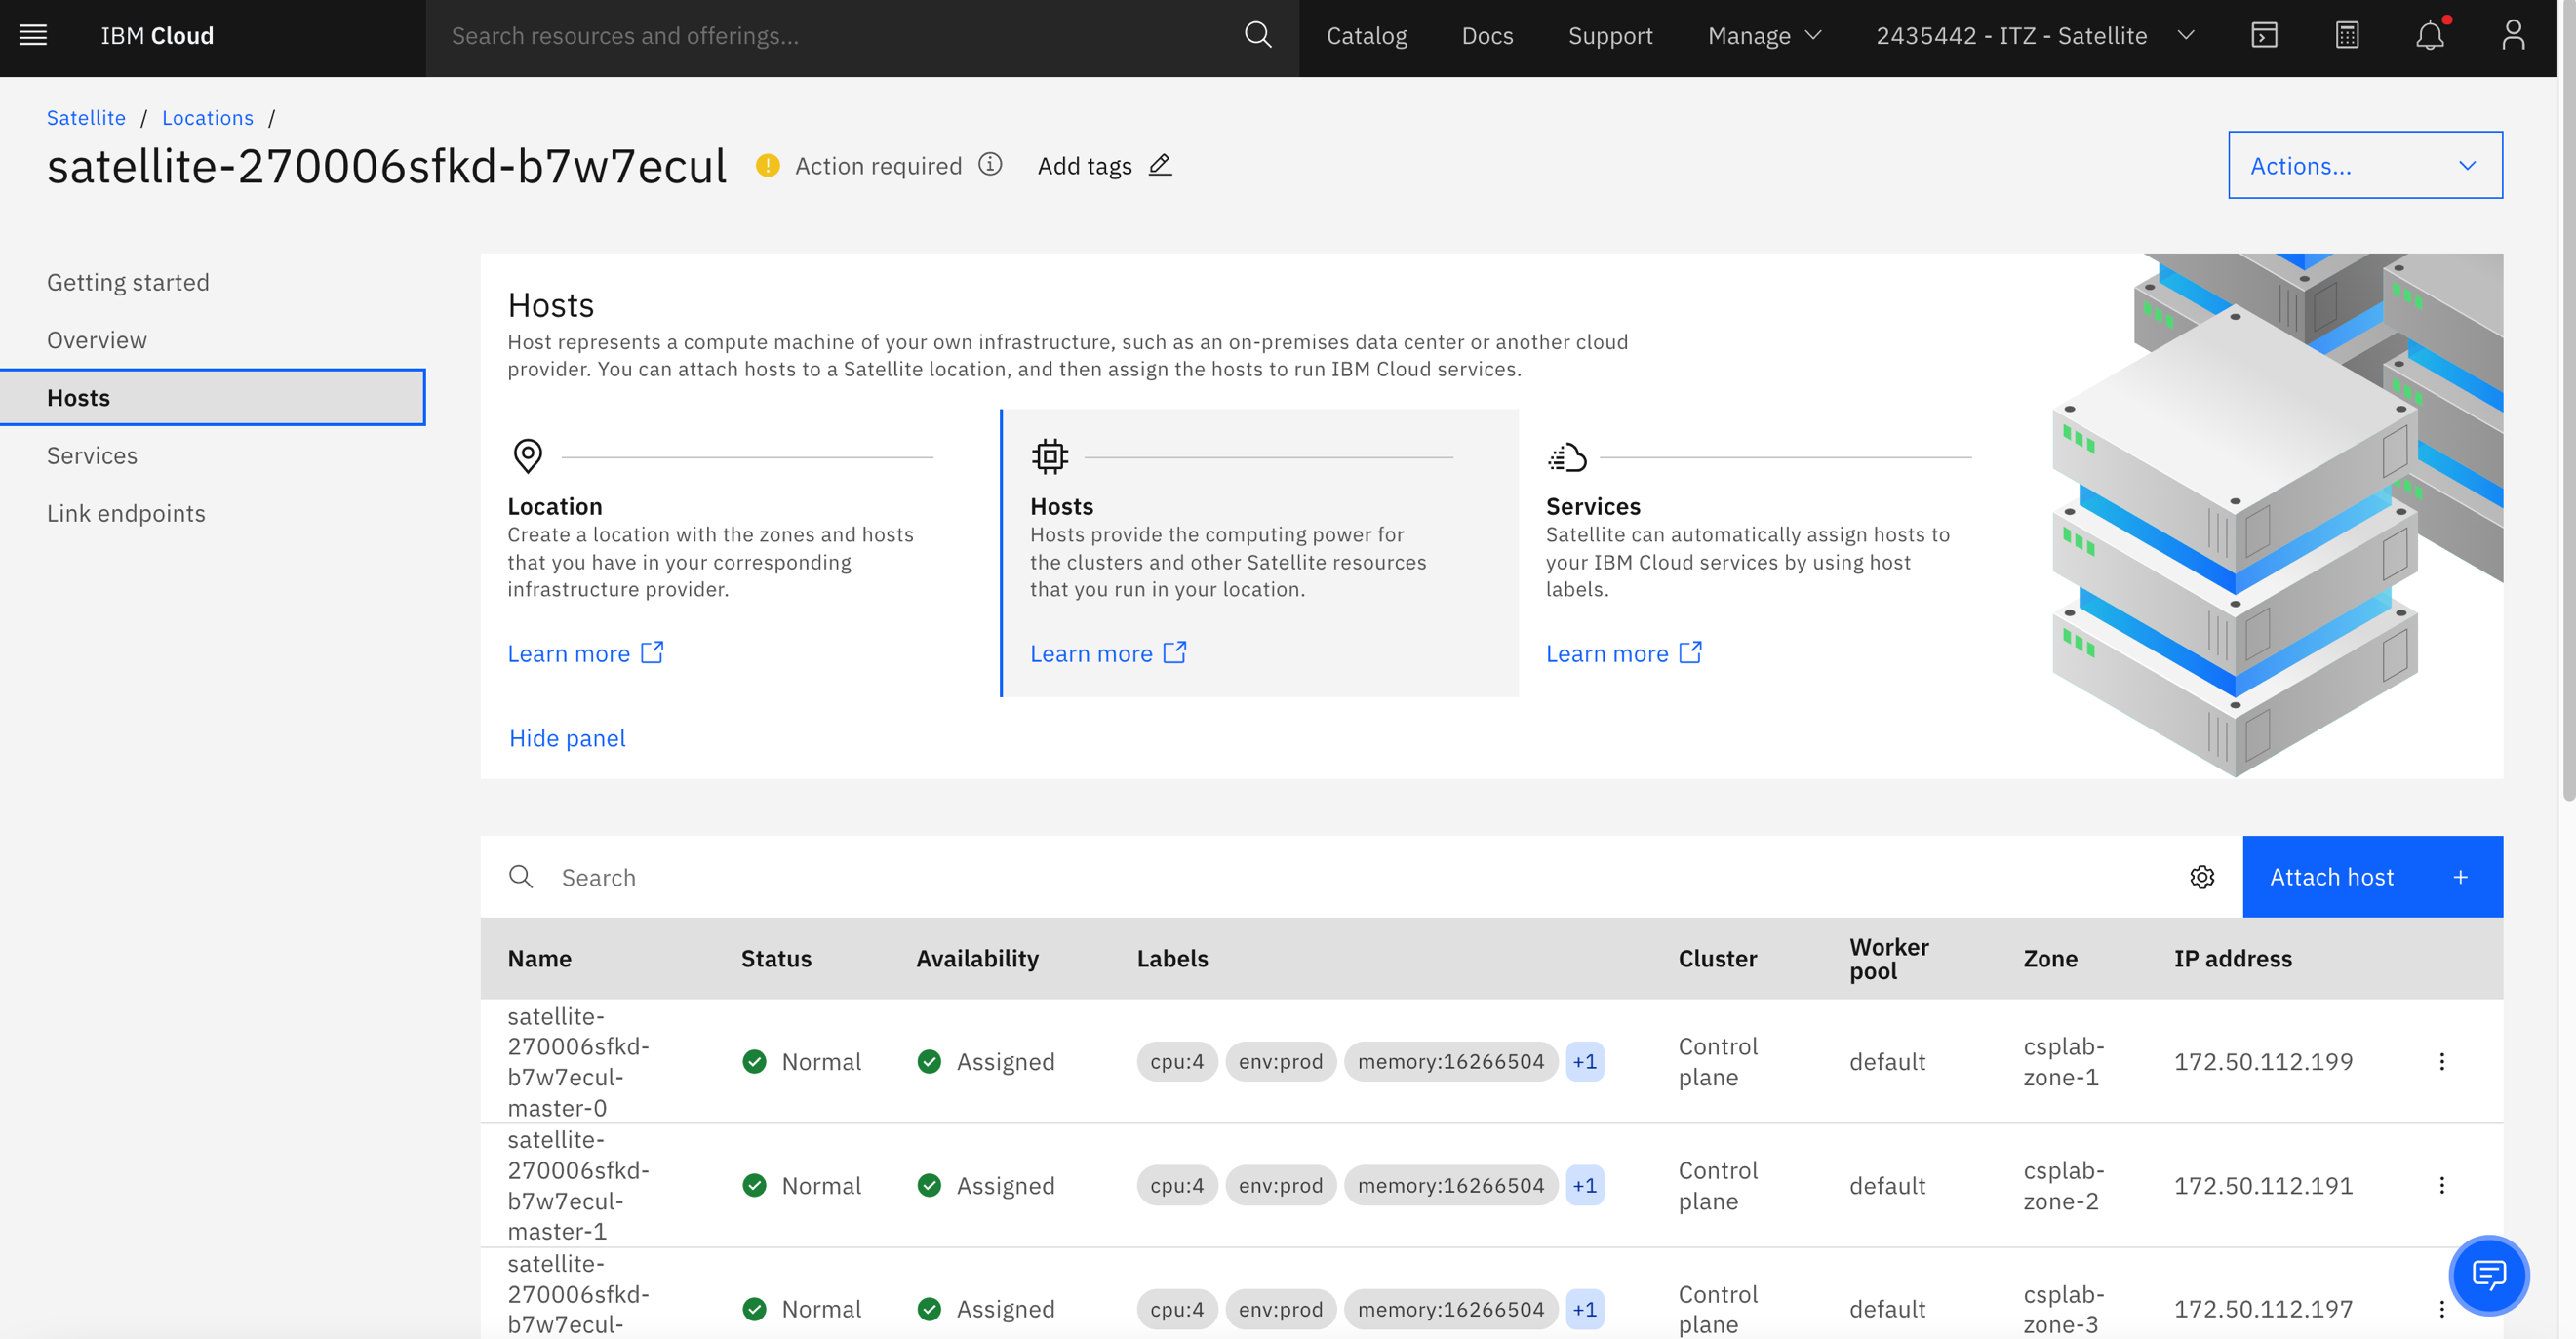 IBM Cloud
Search resources and offerings...
Catalog
Docs
Support
Manage
2435442 - ITZ - Satellite
Satellite / Locations /
satellite-270006sfkd-b7w7ecul
Action required
Add tags
Actions...
Getting started
Overview
Hosts
Services
Link endpoints
Hosts
Host represents a compute machine of your own infrastructure, such as an on-premises data center or another cloud
provider. You can attach hosts to a Satellite location, and then assign the hosts to run IBM Cloud services.
Location
Create a location with the zones and hosts
that you have in your corresponding
infrastructure provider.
Learn more
Hosts
Hosts provide the computing power for
the clusters and other Satellite resources
that you run in your location.
Learn more
Services
Satellite can automatically assign hosts to
your IBM Cloud services by using host
labels.
Learn more
Hide panel
Search
Attach host +
Name
Status
Availability
Labels
Cluster
Worker
pool
Zone
IP address
satellite-
270006sfkd-
b7w7ecul-
master-0
Normal
Assigned
cpu:4
env:prod
memory:16266504
+1
Control
plane
default
csplab-
zone-1
172.50.112.199
satellite-
270006sfkd-
b7w7ecul-
master-1
Normal
Assigned
cpu:4
env:prod
memory:16266504
+1
Control
plane
default
csplab-
zone-2
172.50.112.191
satellite-
270006sfkd-
b7w7ecul-
Normal
Assigned
cpu:4
env:prod
memory:16266504
+1
Control
plane
default
csplab-
zone-3
172.50.112.197